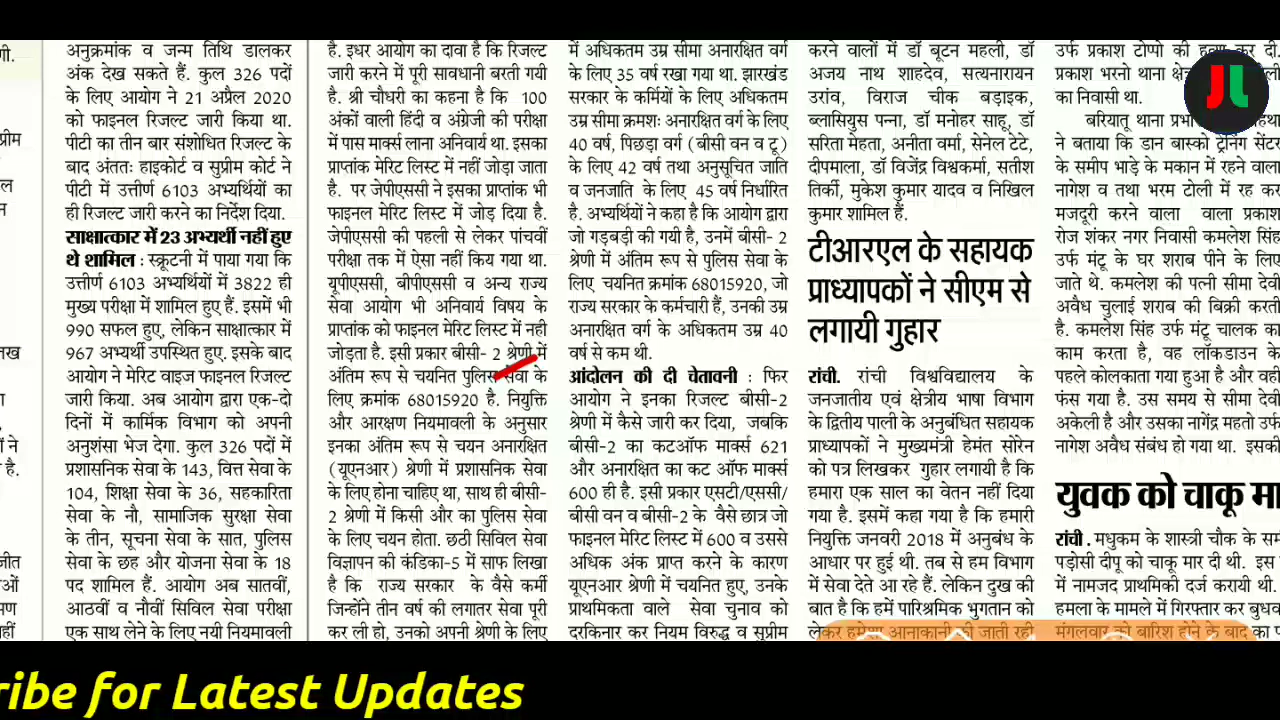 गी.
ग्रीम
ल
न
नख
ा
ों ने
है.
जीत
ाओं
मण
नहीं
अनुक्रमांक व जन्म तिथि डालकर
अंक देख सकते हैं. कुल 326 पदों
के लिए आयोग ने 21 अप्रैल 2020
को फाइनल रिजल्ट जारी किया था.
पीटी का तीन बार संशोधित रिजल्ट के
बाद अंततः हाइकोर्ट व सुप्रीम कोर्ट ने
पीटी में उत्तीर्ण 6103 अभ्यर्थियों का
ही रिजल्ट जारी करने का निर्देश दिया.
साक्षात्कार में 23 अभ्यर्थी नहीं हुए
थे शामिल : स्क्रूटनी में पाया गया कि
उत्तीर्ण 6103 अभ्यर्थियों में 3822 ही
मुख्य परीक्षा में शामिल हुए हैं. इसमें भी
990 सफल हुए, लेकिन साक्षात्कार में
967 अभ्यर्थी उपस्थित हुए. इसके बाद
आयोग ने मेरिट वाइज फाइनल रिजल्ट
जारी किया. अब आयोग द्वारा एक-दो
दिनों में कार्मिक विभाग को अपनी
अनुशंसा भेज देगा. कुल 326 पदों में
प्रशासनिक सेवा के 143, वित्त सेवा के
104, शिक्षा सेवा के 36, सहकारिता
सेवा के नौ, सामाजिक सुरक्षा सेवा
के तीन, सूचना सेवा के सात, पुलिस
सेवा के छह और योजना सेवा के 18
पद शामिल हैं. आयोग अब सातवीं,
आठवीं व नौवीं सिविल सेवा परीक्षा
एक साथ लेने के लिए नयी नियमावली
है. इधर आयोग का दावा है कि रिजल्ट
जारी करने में पूरी सावधानी बरती गयी
है. श्री चौधरी का कहना है कि 100
अंकों वाली हिंदी व अंग्रेजी की परीक्षा
में पास मार्क्स लाना अनिवार्य था. इसका
प्राप्तांक मेरिट लिस्ट में नहीं जोड़ा जाता
है. पर जेपीएससी ने इसका प्राप्तांक भी
फाइनल मेरिट लिस्ट में जोड़ दिया है.
जेपीएससी की पहली से लेकर पांचवीं
परीक्षा तक में ऐसा नहीं किय गया था.
यूपीएससी, बीपीएससी व अन्य राज्य
सेवा आयोग भी अनिवार्य विषय के
प्राप्तांक को फाइनल मेरिट लिस्ट में नही
जोड़ता है. इसी प्रकार बीसी- 2 श्रेणी में
अंतिम रूप से चयनित पुलिस सेवा के
लिए क्रमांक 68015920 है. नियुक्ति
और आरक्षण नियमावली के अनुसार
इनका अंतिम रूप से चयन अनारक्षित
(यूएनआर) श्रेणी में प्रशासनिक सेवा
के लिए होना चाहिए था, साथ ही बीसी-
2 श्रेणी में किसी और का पुलिस सेवा
के लिए चयन होता. छठी सिविल सेवा
विज्ञापन की कंडिका-5 में साफ लिखा
है कि राज्य सरकार के वैसे कर्मी
जिन्होंने तीन वर्ष की लगातर सेवा पूरी
कर ली हो, उनको अपनी श्रेणी के लिए
में अधिकतम उम्र सीमा अनारक्षित वर्ग
के लिए 35 वर्ष रखा गया था. झारखंड
सरकार के कर्मियों के लिए अधिकतम
उम्र सीमा क्रमशः अनारक्षित वर्ग के लिए
40 वर्ष, पिछड़ा वर्ग (बीसी वन व टू)
के लिए 42 वर्ष तथा अनुसूचित जाति
व जनजाति के लिए 45 वर्ष निर्धारित
है. अभ्यर्थियों ने कहा है कि आयोग द्वारा
जो गड़बड़ी की गयी है, उनमें बीसी- 2
श्रेणी में अंतिम रूप से पुलिस सेवा के
लिए चयनित क्रमांक 68015920, जो
राज्य सरकार के कर्मचारी हैं, उनकी उम्र
अनारक्षित वर्ग के अधिकतम उम्र 40
वर्ष से कम थी.
आंदोलन की दी चेतावनी : फिर
आयोग ने इनका रिजल्ट बीसी-2
श्रेणी में कैसे जारी कर दिया, जबकि
बीसी-2 का कटऑफ मार्क्स 621
और अनारक्षित का कट ऑफ मार्क्स
600 ही है. इसी प्रकार एसटी/एससी/
बीसी वन व बीसी-2 के वैसे छात्र जो
फाइनल मेरिट लिस्ट में 600 व उससे
अधिक अंक प्राप्त करने के कारण
यूएनआर श्रेणी में चयनित हुए, उनके
प्राथमिकता वाले सेवा चुनाव को
दरकिनार कर नियम विरुद्ध व सुप्रीम
करने वालों में डॉ बूटन महली, डॉ
अजय नाथ शाहदेव, सत्यनारायन
उरांव, विराज चीक बड़ाइक,
ब्लासियुस पन्ना, डॉ मनोहर साहू, डॉ
सरिता मेहता, अनीता वर्मा, सेनेल टेटे,
दीपमाला, डॉ विजेंद्र विश्वकर्मा, सतीश
तिर्की, मुकेश कुमार यादव व निखिल
कुमार शामिल हैं.
टीआरएल के सहायक
प्राध्यापकों ने सीएम से
लगायी गुहार
रांची. रांची विश्वविद्यालय के
जनजातीय एवं क्षेत्रीय भाषा विभाग
के द्वितीय पाली के अनुबंधित सहायक
प्राध्यापकों ने मुख्यमंत्री हेमंत सोरेन
को पत्र लिखकर गुहार लगायी है कि
हमारा एक साल का वेतन नहीं दिया
गया है. इसमें कहा गया है कि हमारी
नियुक्ति जनवरी 2018 में अनुबंध के
आधार पर हुई थी. तब से हम विभाग
में सेवा देते आ रहे हैं. लेकिन दुख की
बात है कि हमें पारिश्रमिक भुगतान को
लेकर हमेशा आनाकानी की जाती रही
उर्फ प्रकाश टोप्पो की हत्या कर दी.
प्रकाश भरनो थाना क्षे
का निवासी था.
बरियातू थाना प्रभा
ने बताया कि डान बास्को ट्रेनिंग सेंटर
के समीप भाड़े के मकान में रहने वाला
नागेश व तथा भरम टोली में रह कर
मजदूरी करने वाला वाला प्रकाश
रोज शंकर नगर निवासी कमलेश सिंह
उर्फ मंटू के घर शराब पीने के लिए
जाते थे. कमलेश की पत्नी सीमा देवी
अवैध चुलाई शराब की बिक्री करती
है. कमलेश सिंह उर्फ मंटू चालक का
काम करता है, वह लॉकडाउन के
पहले कोलकाता गया हुआ है और वही
फंस गया है. उस समय से सीमा देवी
अकेली है और उसका नागेंद्र महतो उर्फ
नागेश अवैध संबंध हो गया था. इसकी
युवक को चाकू मा
रांची. मधुकम के शास्त्री चौक के सम
पड़ोसी दीपू को चाकू मार दी थी. इस
में नामजद प्राथमिकी दर्ज करायी थी.
हमला के मामले में गिरफ्तार कर बुधव
मंगलवार को बारिश होने के बाद का प
JL
ribe for Latest Updates